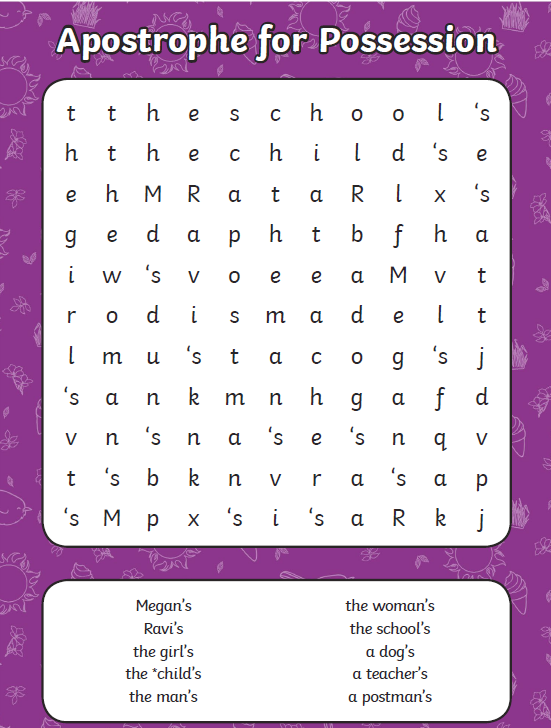 Apostrophe for Possession
t t h e s c h o o l ‘s
h t h e c h i l d ‘s e
e h M R a t a R l x ‘s
g e d a p h t b f h a
i w ‘s v o e e a M v t
r o d i s m a d e l t
l m u ‘s t a c o g ‘s j
‘s a n k m n h g a f d
v n ‘s n a ‘s e ‘s n q v
t ‘s b k n v r a ‘s a p
‘s M p x ‘s i ‘s a R k j
Megan’s
Ravi’s
the girl’s
the *child’s
the man’s
the woman’s
the school’s
a dog’s
a teacher’s
a postman’s